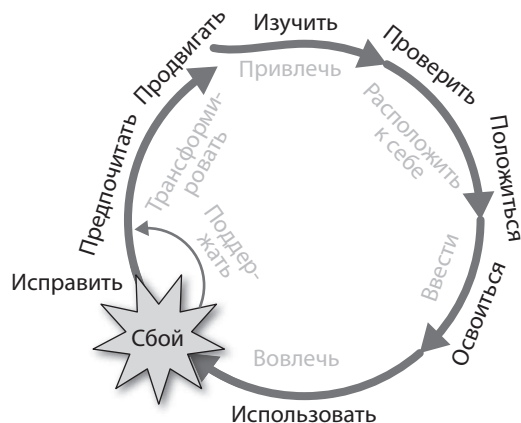 Изучить
Привлечь
Проверить
Расположить
к себе
Положиться
Ввести
Освоиться
Вовлечь
Использовать
Сбой
Исправить
Поддер-
жать
Предпочитать
Трансформи-
ровать
Продвигать